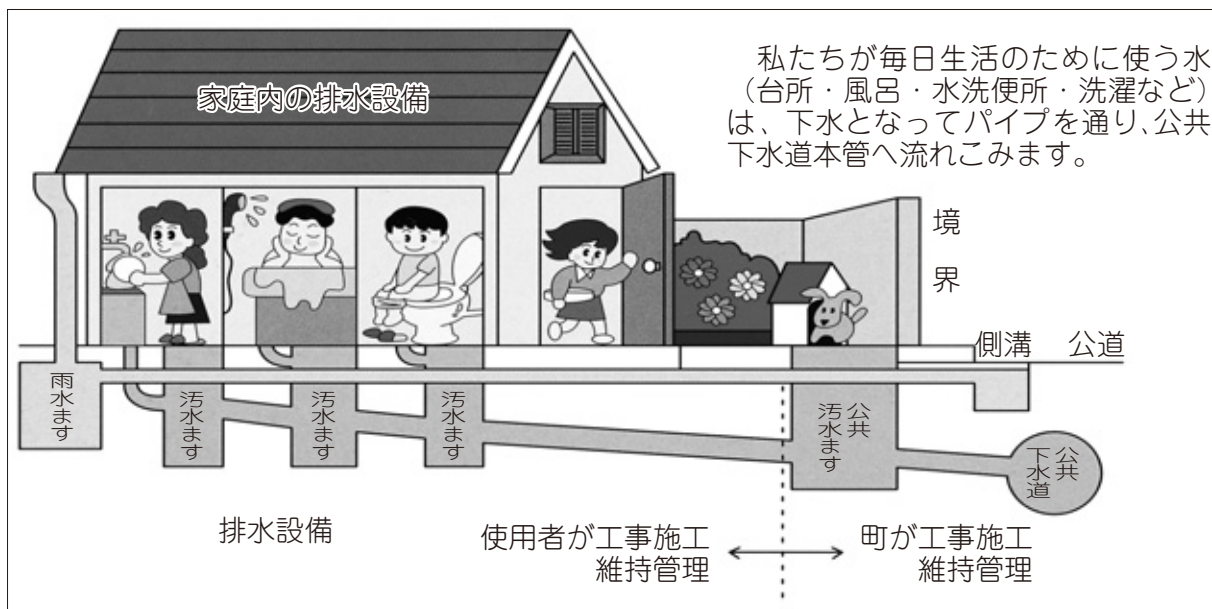 家庭内の排水設備
　私たちが毎日生活のために使う水
（台所・風呂・水洗便所・洗濯など）
は、下水となってパイプを通り、公共
下水道本管へ流れこみます。
境界
側溝
公道
雨水ます
汚水ます
汚水ます
汚水ます
公共
汚水ます
公共
下水道
排水設備
使用者が工事施工
維持管理
町が工事施工
維持管理